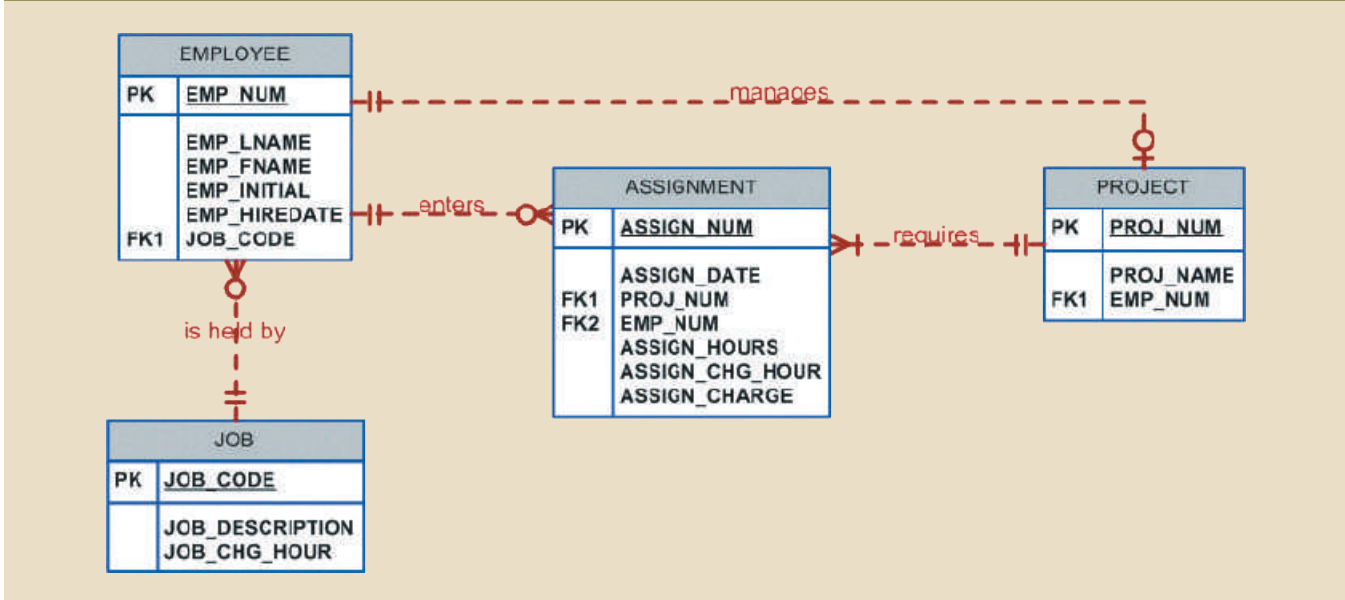 EMPLOYEE
PK EMP_NUM
EMP_LNAME
EMP_FNAME
EMP_INITIAL
EMP_HIREDATE
FK1 JOB_CODE
manages
enters
is held by
ASSIGNMENT
PK ASSIGN_NUM
ASSIGN_DATE
FK1 PROJ_NUM
FK2 EMP_NUM
ASSIGN_HOURS
ASSIGN_CHG_HOUR
ASSIGN_CHARGE
requires
PROJECT
PK PROJ_NUM
PROJ_NAME
FK1 EMP_NUM
JOB
PK JOB_CODE
JOB_DESCRIPTION
JOB_CHG_HOUR